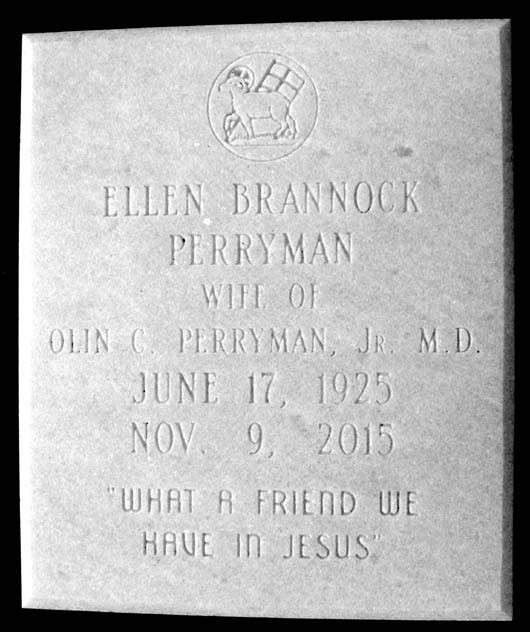 ELLEN BRANNOCK
PERRYMAN
WIFE OF
OLIN C. PERRYMAN, JR. M.D.
JUNE 17, 1925
NOV. 9, 2015
"WHAT A FRIEND WE
HAVE IN JESUS"